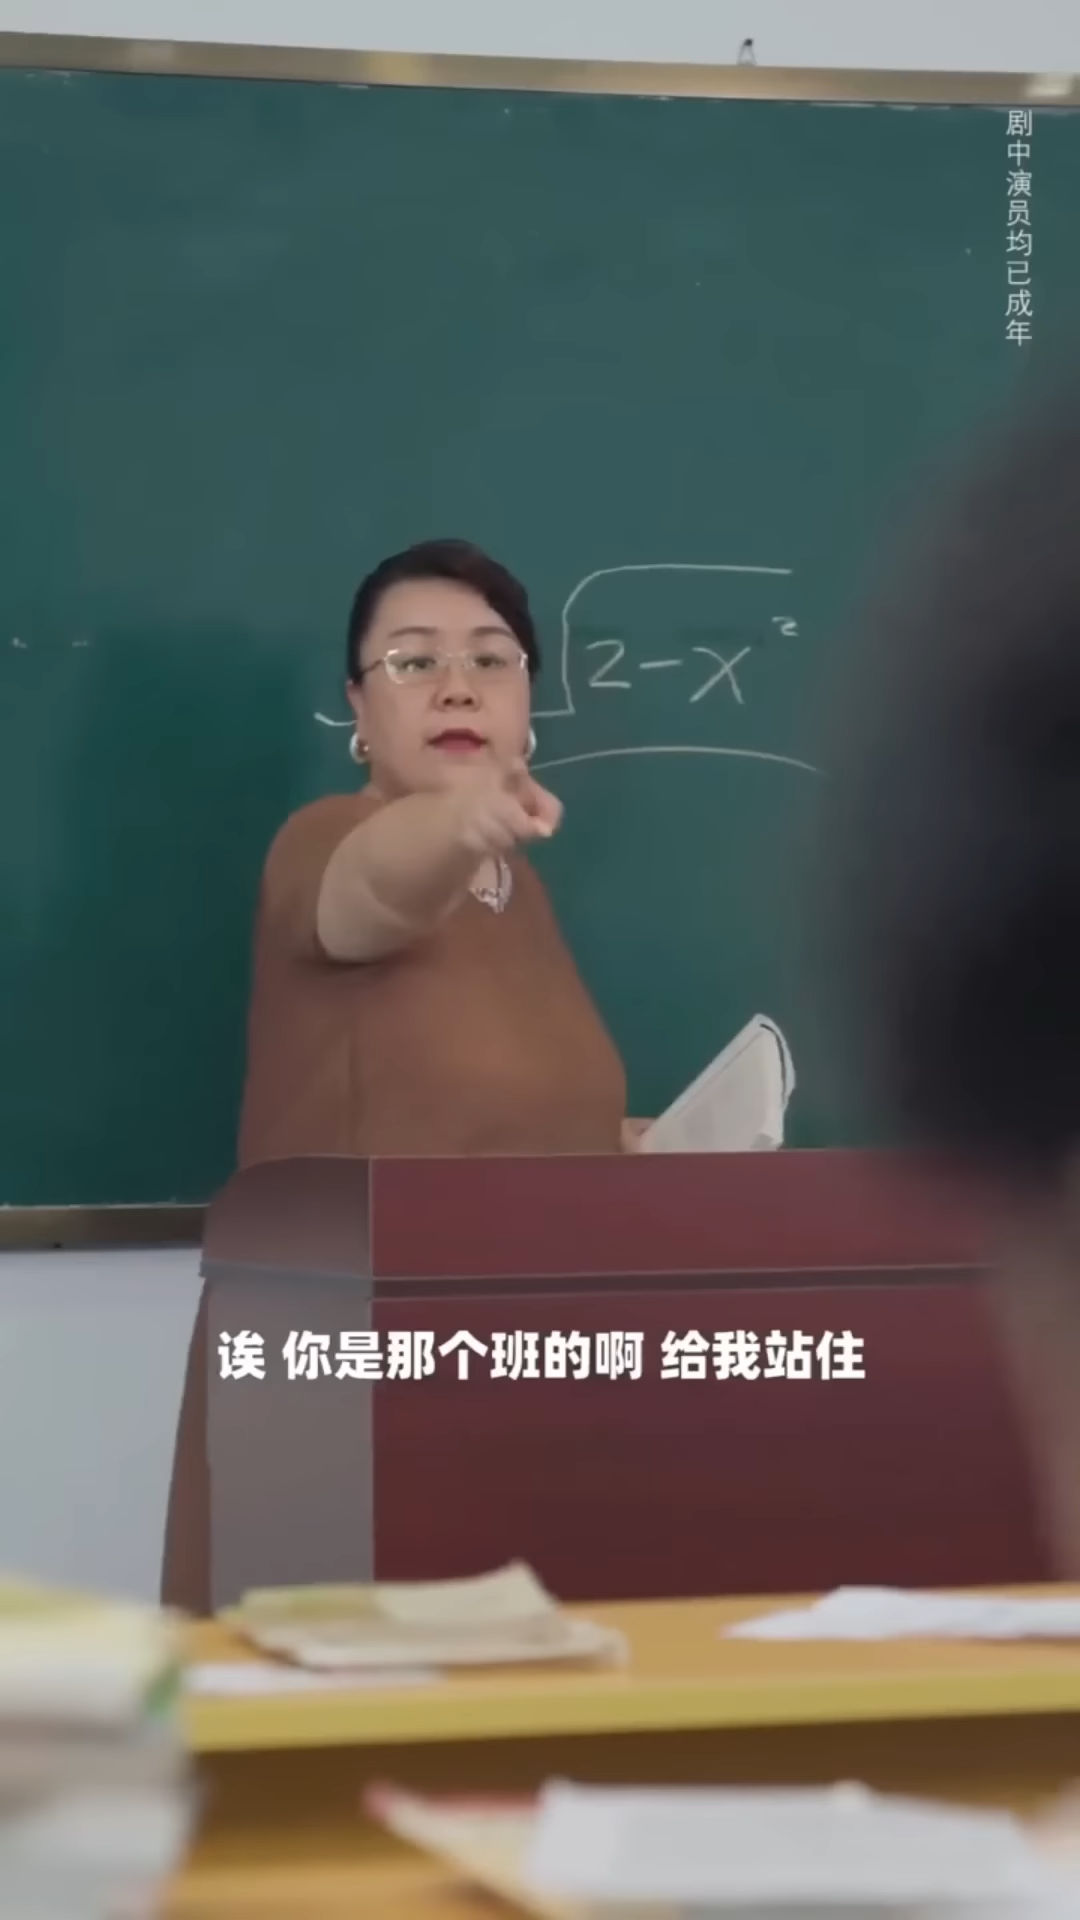 剧中演员均已成年
√2-x²
诶 你是那个班的啊 给我站住